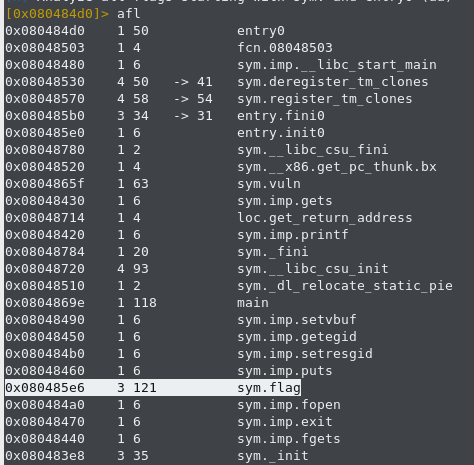 [0x080484d0]> afl
0x080484d0 1 50 entry0
0x08048503 1 4 fcn.08048503
0x08048480 1 6 sym.imp.__libc_start_main
0x08048530 4 50 -> 41 sym.deregister_tm_clones
0x08048570 4 58 -> 54 sym.register_tm_clones
0x080485b0 3 34 -> 31 entry.fini0
0x080485e0 1 6 entry.init0
0x08048780 1 2 sym.__libc_csu_fini
0x08048520 1 4 sym.__x86.get_pc_thunk.bx
0x0804865f 1 63 sym.vuln
0x08048430 1 6 sym.imp.gets
0x08048714 1 4 loc.get_return_address
0x08048420 1 6 sym.imp.printf
0x08048784 1 20 sym._fini
0x08048720 4 93 sym.__libc_csu_init
0x08048510 1 2 sym._dl_relocate_static_pie
0x0804869e 1 118 main
0x08048490 1 6 sym.imp.setvbuf
0x08048450 1 6 sym.imp.getegid
0x080484b0 1 6 sym.imp.setresgid
0x08048460 1 6 sym.imp.puts
0x080485e6 3 121 sym.flag
0x080484a0 1 6 sym.imp.fopen
0x08048470 1 6 sym.imp.exit
0x08048440 1 6 sym.imp.fgets
0x080483e8 3 35 sym._init